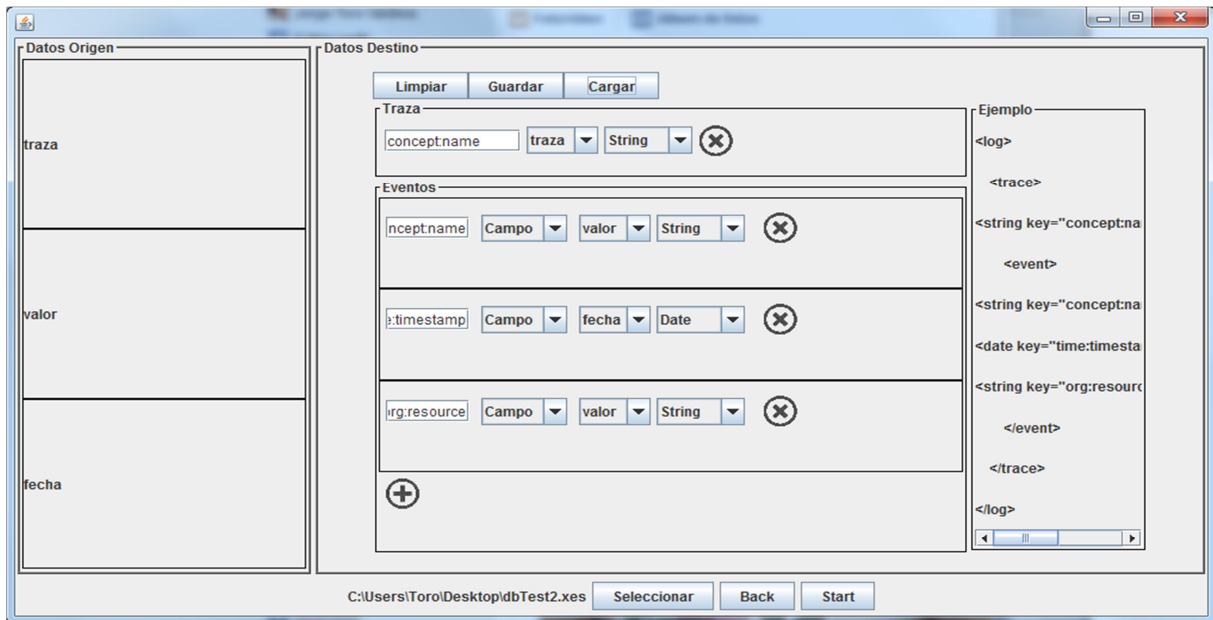 Datos Origen
traza
valor
fecha
Datos Destino
Limpiar Guardar Cargar
Traza
concept:name traza String
Eventos
ncept:name Campo valor String
e:timestamp Campo fecha Date
org:resource Campo valor String
Ejemplo
<log>
<trace>
<string key="concept:na
<event>
<string key="concept:na
<date key="time:timesta
<string key="org:resourc
</event>
</trace>
</log>
C:\Users\Toro\Desktop\dbTest2.xes Seleccionar Back Start